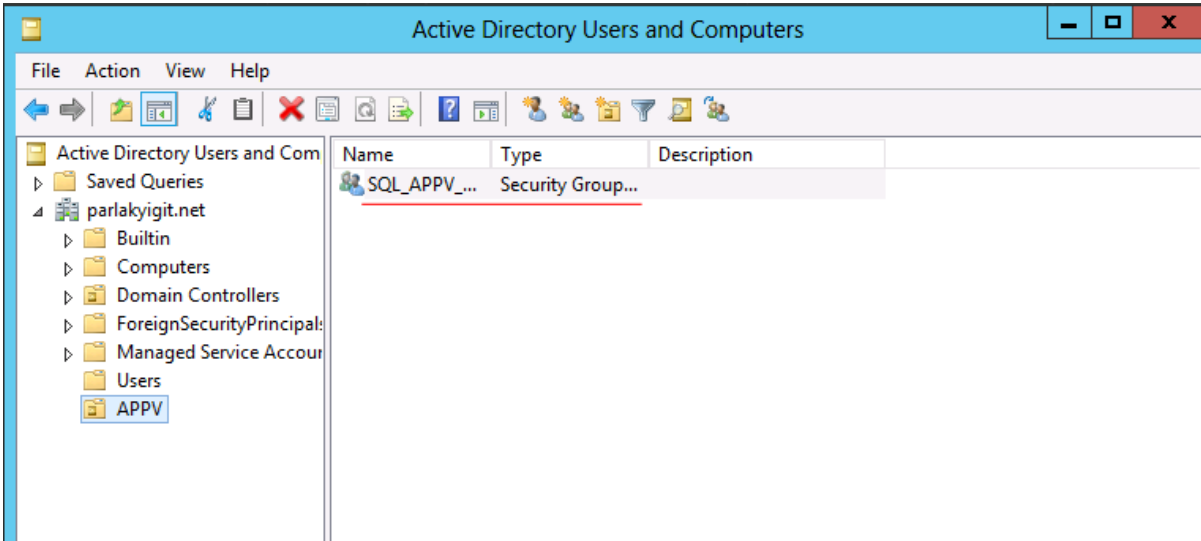 Active Directory Users and Computers
File Action View Help
Active Directory Users and Com
Saved Queries
parlakyigit.net
Builtin
Computers
Domain Controllers
ForeignSecurityPrincipals
Managed Service Accour
Users
APPV
Name Type Description
SQL_APPV_... Security Group...